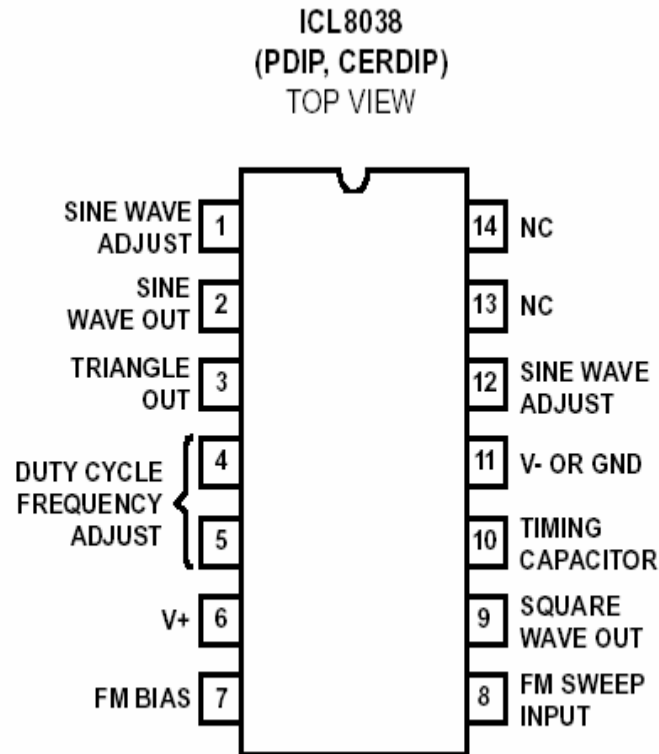 ICL8038
(PDIP, CERDIP)
TOP VIEW
SINE WAVE
ADJUST
1
SINE
WAVE OUT
2
TRIANGLE
OUT
3
DUTY CYCLE
FREQUENCY
ADJUST
4
5
V+
6
FM BIAS
7
14
NC
13
NC
12
SINE WAVE
ADJUST
11
V- OR GND
10
TIMING
CAPACITOR
9
SQUARE
WAVE OUT
8
FM SWEEP
INPUT